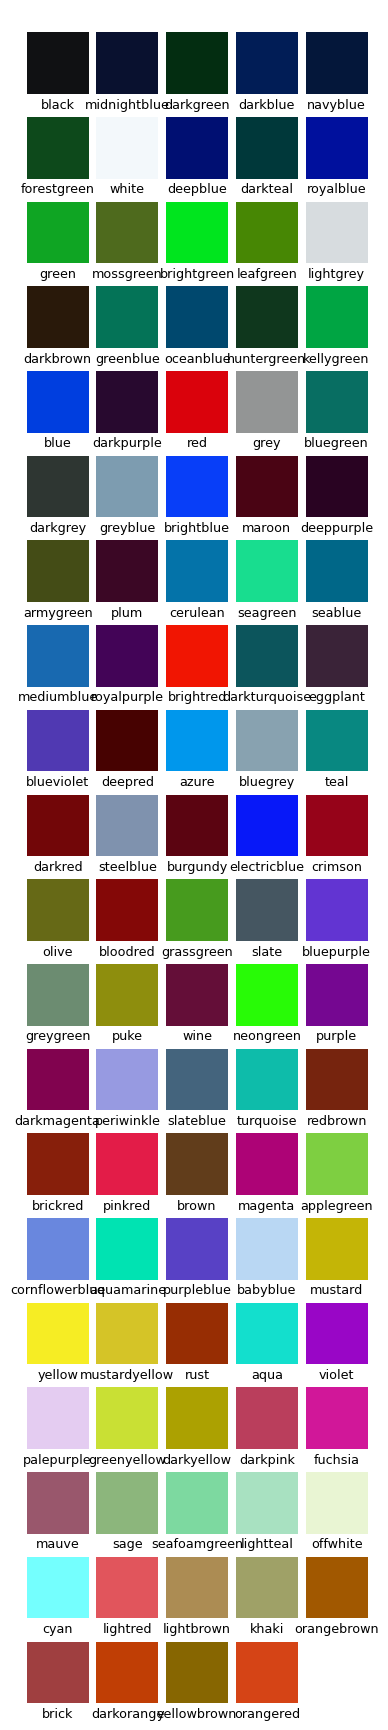 black midnightblue darkgreen darkblue navyblue
forestgreen white deepblue darkteal royalblue
green mossgreen brightgreen leafgreen lightgrey
darkbrown greenblue oceanblue huntergreen kellygreen
blue darkpurple red grey bluegreen
darkgrey greyblue brightblue maroon deeppurple
armygreen plum cerulean seagreen seablue
mediumblue royalpurple brightred darkturquoise eggplant
blueviolet deepred azure bluegrey teal
darkred steelblue burgundy electricblue crimson
olive bloodred grassgreen slate bluepurple
greygreen puke wine neongreen purple
darkmagenta periwinkle slateblue turquoise redbrown
brickred pinkred brown magenta applegreen
cornflowerblue aquamarine purpleblue babyblue mustard
yellow mustardyellow rust aqua violet
palepurple greenyellow darkyellow darkpink fuchsia
mauve sage seafoamgreen lightteal offwhite
cyan lightred lightbrown khaki orangebrown
brick darkorange yellowbrown orangered